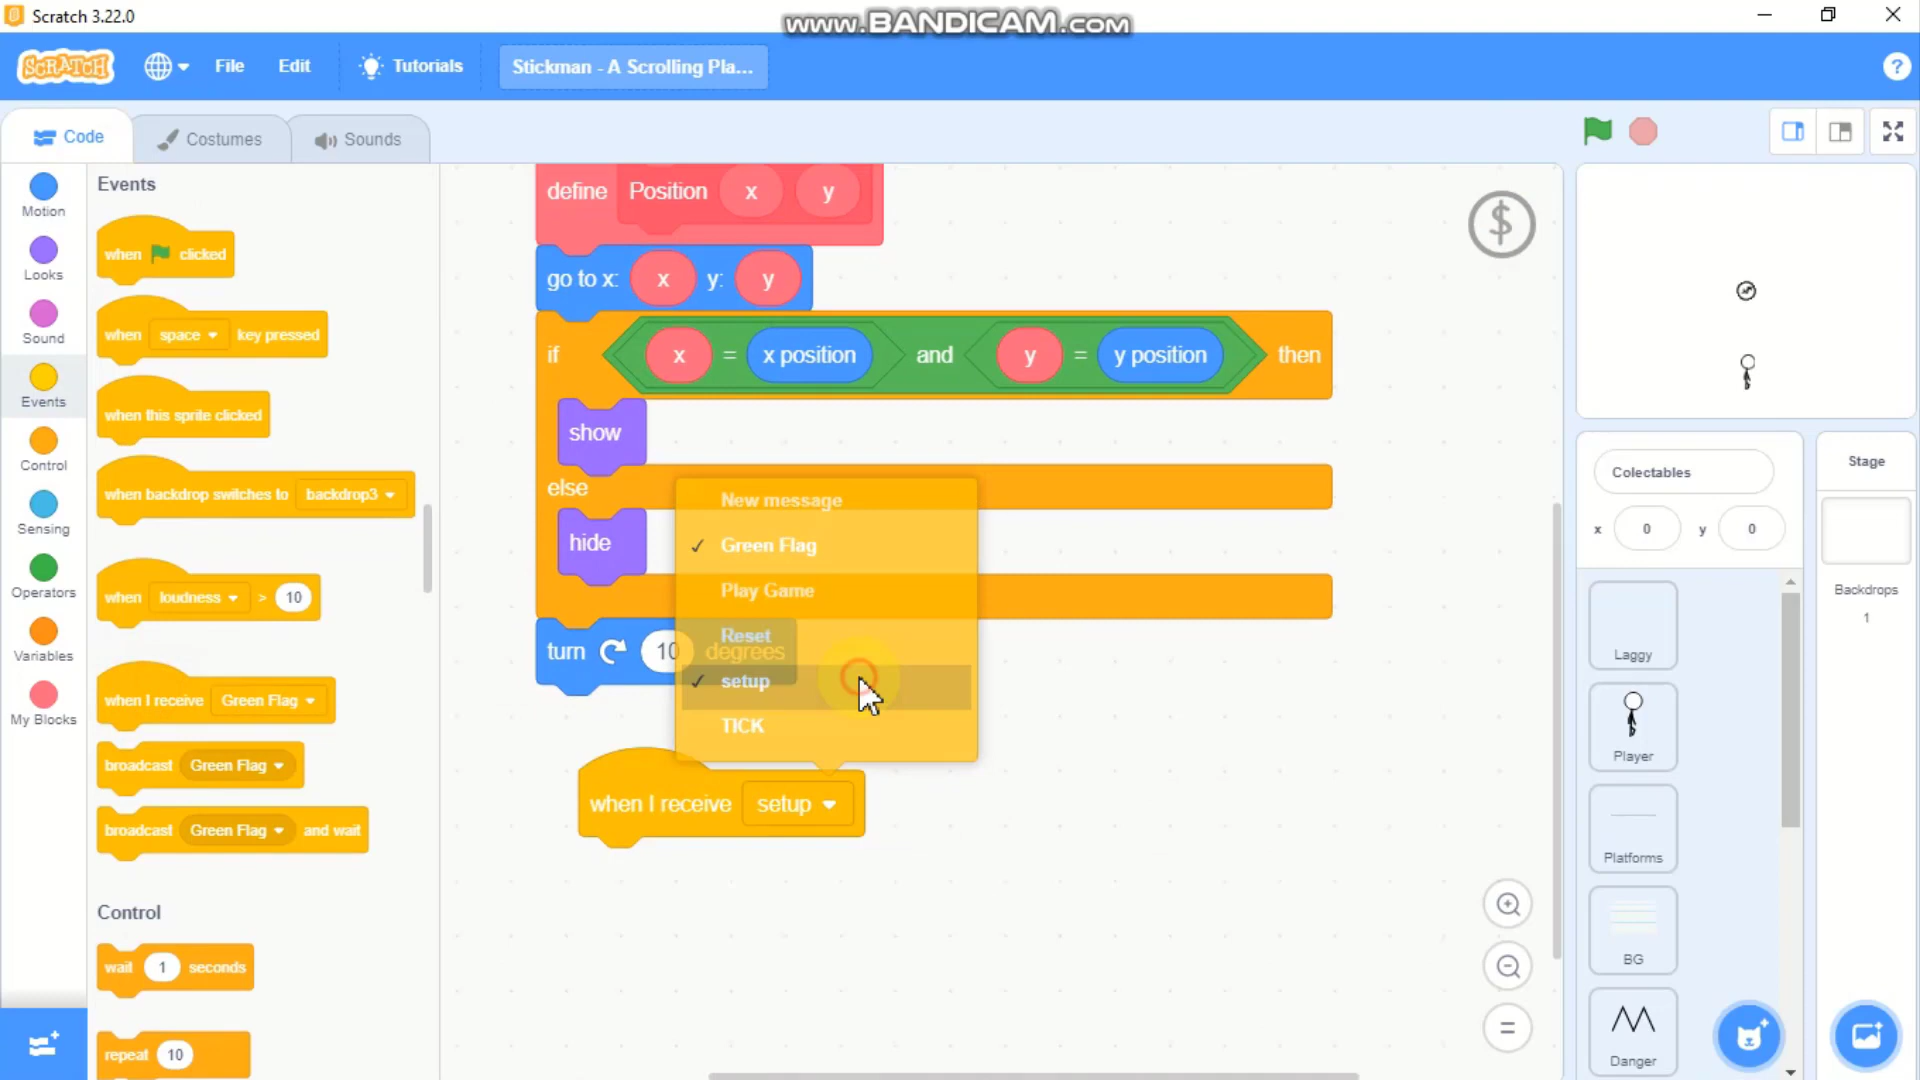 Scratch 3.22.0
www.BANDICAM.com
SCRATCH
File
Edit
Tutorials
Stickman - A Scrolling Pla...
?
Code
Costumes
Sounds
Motion
Looks
Sound
Events
Control
Sensing
Operators
Variables
My Blocks
Events
when clicked
when space key pressed
when this sprite clicked
when backdrop switches to backdrop3
when loudness > 10
when I receive Green Flag
broadcast Green Flag
broadcast Green Flag and wait
Control
wait 1 seconds
repeat 10
define Position x y
go to x: x y: y
if x = x position and y = y position then
show
else
hide
turn 10 degrees
New message
✓ Green Flag
Play Game
Reset
✓ setup
TICK
when I receive setup
$
Colectables
x 0 y 0
Stage
Backdrops
1
Laggy
Player
Platforms
BG
Danger